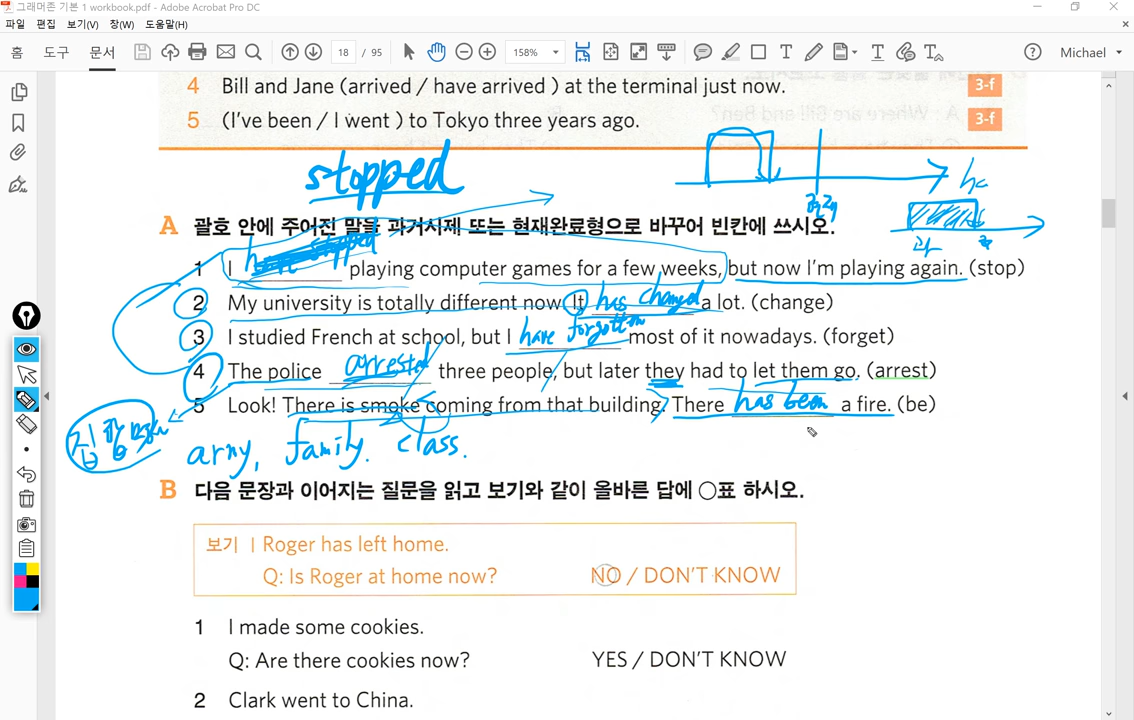 그래머존 기본 1 workbook.pdf - Adobe Acrobat Pro DC
파일 편집 보기(V) 창(W) 도움말(H)
홈 도구 문서 18 / 95 158% Michael
4 Bill and Jane (arrived / have arrived ) at the terminal just now. 3-f
5 (I've been / I went ) to Tokyo three years ago. 3-f
stopped
A 괄호 안에 주어진 말을 과거시제 또는 현재완료형으로 바꾸어 빈칸에 쓰시오.
1 I playing computer games for a few weeks, but now I'm playing again. (stop)
2 My university is totally different now. It has changed a lot. (change)
3 I studied French at school, but I have forgotten most of it nowadays. (forget)
4 The police arrested three people, but later they had to let them go. (arrest)
5 Look! There is smoke coming from that building. There has been a fire. (be)
army, family. class.
B 다음 문장과 이어지는 질문을 읽고 보기와 같이 올바른 답에 ○표 하시오.
보기 | Roger has left home.
Q: Is Roger at home now? NO / DON'T KNOW
1 I made some cookies.
Q: Are there cookies now? YES / DON'T KNOW
2 Clark went to China.